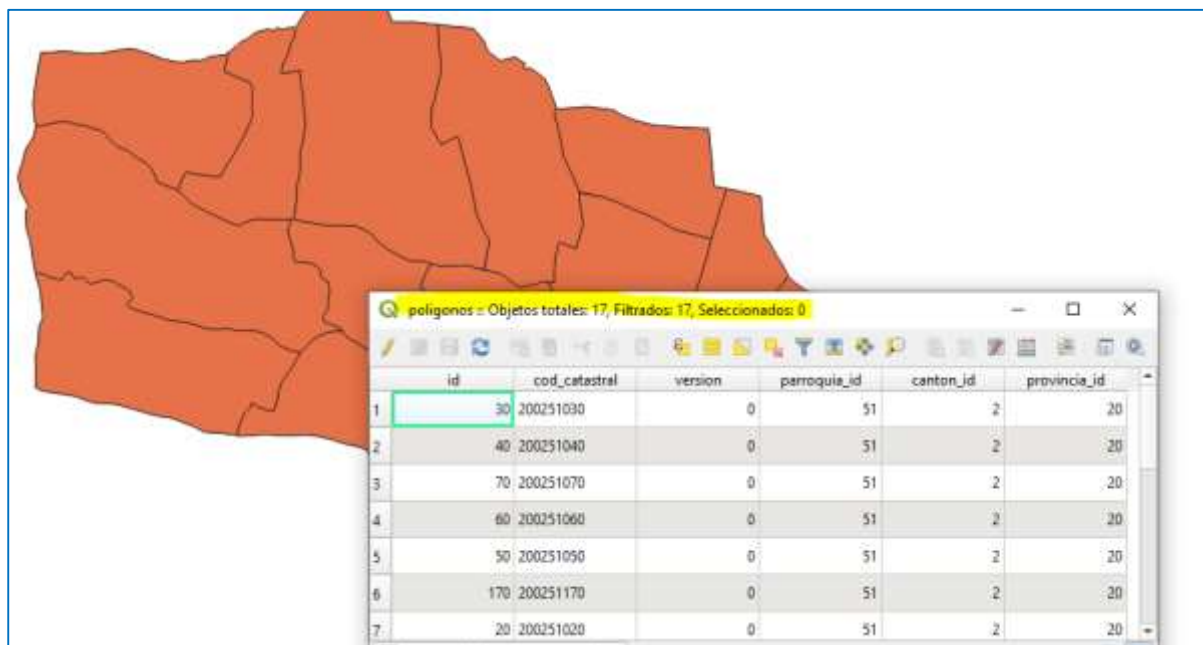 poligonos :: Objetos totales: 17, Filtrados: 17, Seleccionados: 0
id cod_catastral version parroquia_id canton_id provincia_id
1 30 200251030 0 51 2 20
2 40 200251040 0 51 2 20
3 70 200251070 0 51 2 20
4 60 200251060 0 51 2 20
5 50 200251050 0 51 2 20
6 170 200251170 0 51 2 20
7 20 200251020 0 51 2 20